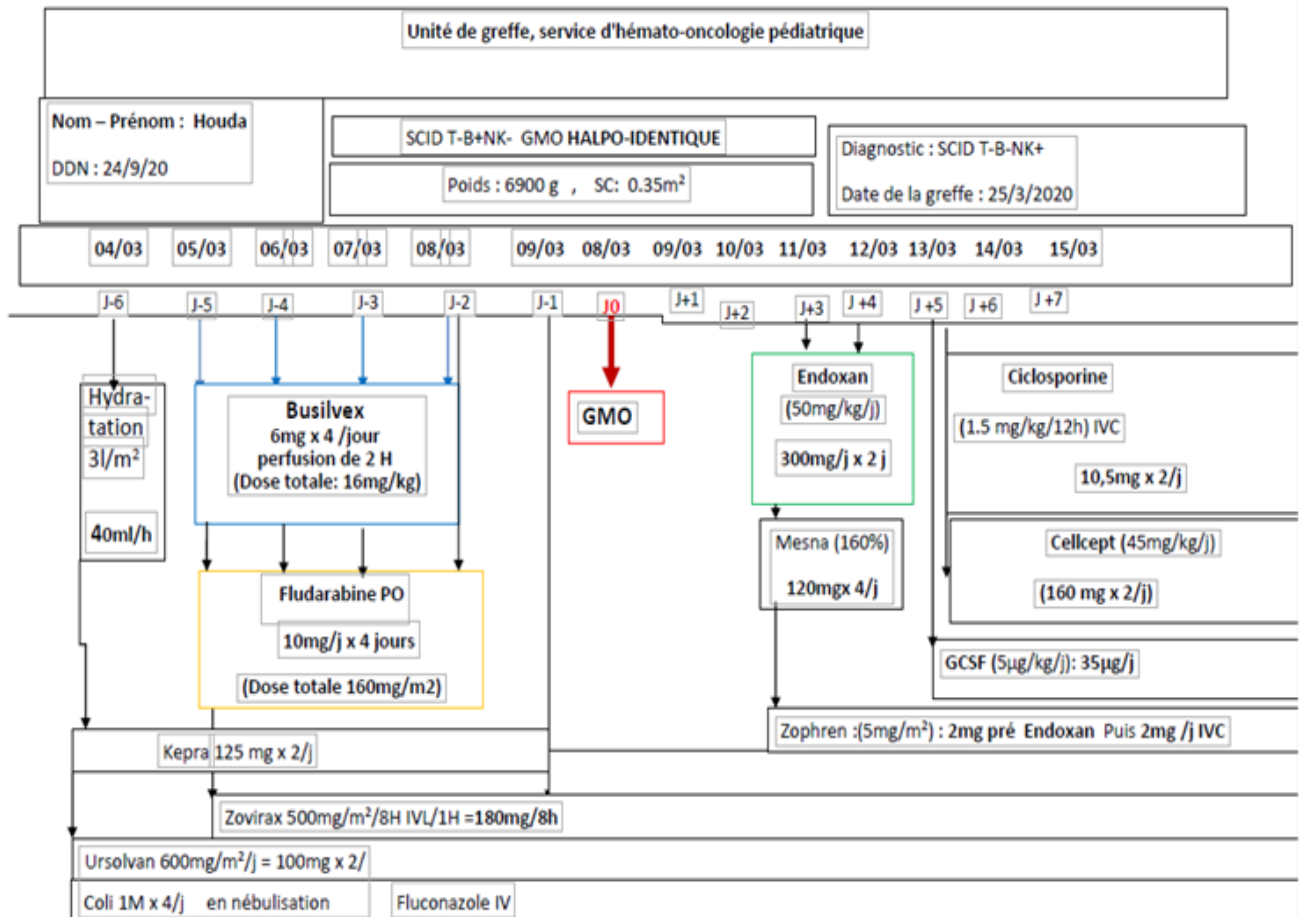 Unité de greffe, service d'hémato-oncologie pédiatrique
Nom – Prénom : Houda
DDN : 24/9/20
SCID T-B+NK- GMO HALPO-IDENTIQUE
Poids : 6900 g , SC: 0.35m²
Diagnostic : SCID T-B-NK+
Date de la greffe : 25/3/2020
04/03 05/03 06/03 07/03 08/03 09/03 08/03 09/03 10/03 11/03 12/03 13/03 14/03 15/03
J-6 J-5 J-4 J-3 J-2 J-1 J0 J+1 J+2 J+3 J +4 J +5 J +6 J +7
Hydra-
tation
3l/m²
40ml/h
Busilvex
6mg x 4 /jour
perfusion de 2 H
(Dose totale: 16mg/kg)
Fludarabine PO
10mg/j x 4 jours
(Dose totale 160mg/m2)
GMO
Endoxan
(50mg/kg/j)
300mg/j x 2 j
Mesna (160%)
120mgx 4/j
Ciclosporine
(1.5 mg/kg/12h) IVC
10,5mg x 2/j
Cellcept (45mg/kg/j)
(160 mg x 2/j)
GCSF (5µg/kg/j): 35µg/j
Zophren :(5mg/m²) : 2mg pré Endoxan Puis 2mg /j IVC
Kepra 125 mg x 2/j
Zovirax 500mg/m²/8H IVL/1H =180mg/8h
Ursolvan 600mg/m²/j = 100mg x 2/
Coli 1M x 4/j en nébulisation Fluconazole IV